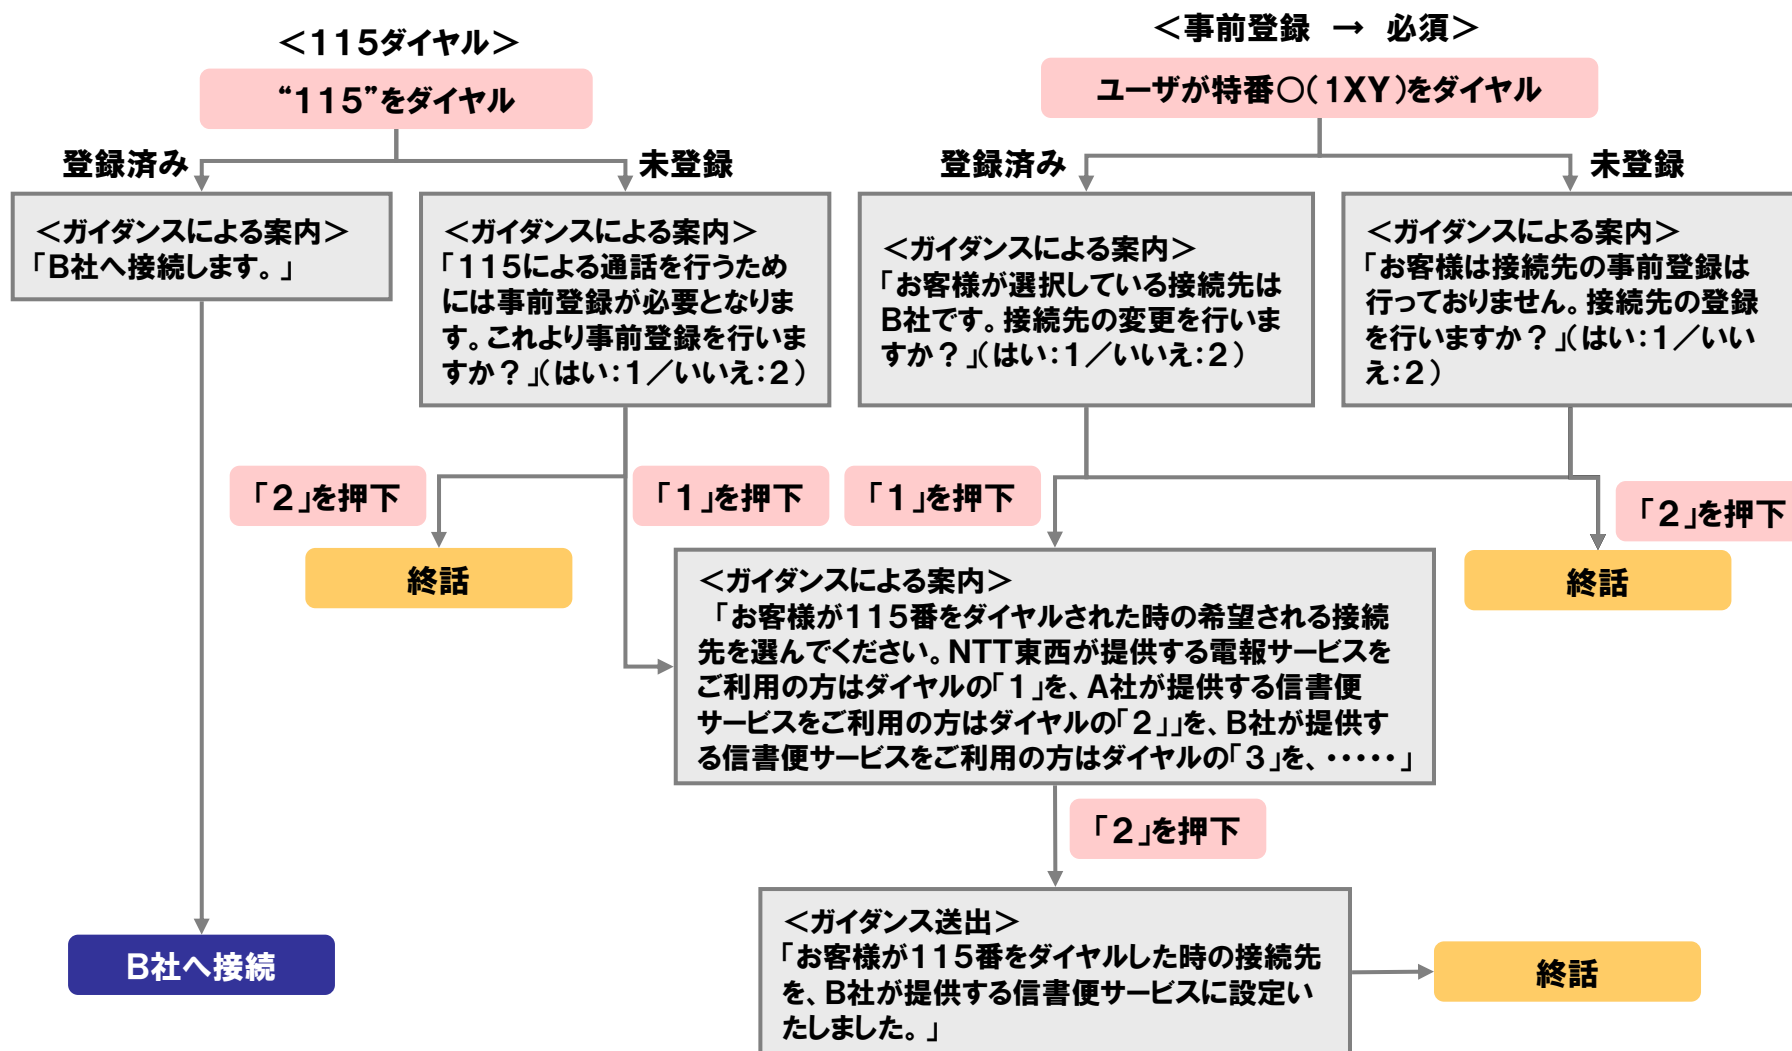 ＜１１５ダイヤル＞
“１１５”をダイヤル
登録済み
未登録
＜ガイダンスによる案内＞
「Ｂ社へ接続します。」
＜ガイダンスによる案内＞
「１１５による通話を行うため
には事前登録が必要となりま
す。これより事前登録を行いま
すか？」（はい：１／いいえ：２）
「２」を押下
「１」を押下
終話
Ｂ社へ接続
＜事前登録　→　必須＞
ユーザが特番○（１ＸＹ）をダイヤル
登録済み
未登録
＜ガイダンスによる案内＞
「お客様が選択している接続先は
Ｂ社です。接続先の変更を行いま
すか？」（はい：１／いいえ：２）
＜ガイダンスによる案内＞
「お客様は接続先の事前登録は
行っておりません。接続先の登録
を行いますか？」（はい：１／いい
え：２）
「１」を押下
「２」を押下
終話
＜ガイダンスによる案内＞
「お客様が１１５番をダイヤルされた時の希望される接続
先を選んでください。ＮＴＴ東西が提供する電報サービスを
ご利用の方はダイヤルの「１」を、Ａ社が提供する信書便
サービスをご利用の方はダイヤルの「２」」を、Ｂ社が提供す
る信書便サービスをご利用の方はダイヤルの「３」を、・・・・・」
「２」を押下
＜ガイダンス送出＞
「お客様が１１５番をダイヤルした時の接続先
を、Ｂ社が提供する信書便サービスに設定い
たしました。」
終話